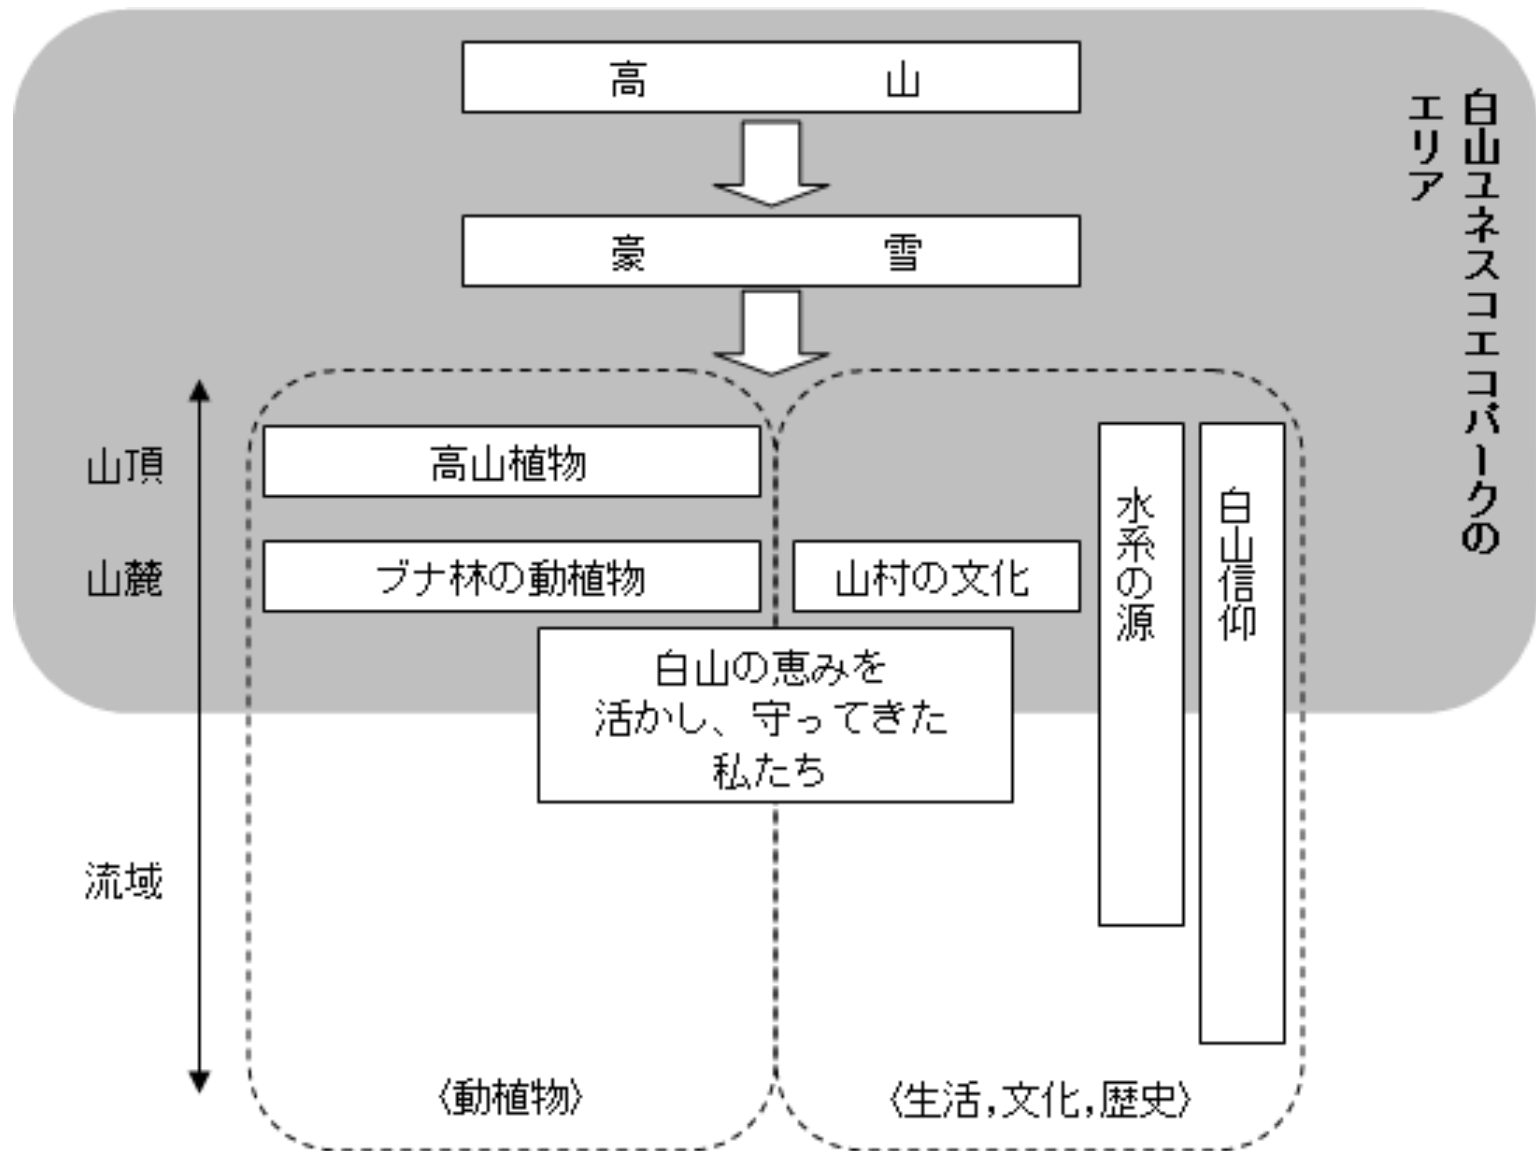 高 山
豪 雪
白山ユネスコエコパークの
エリア
山頂
高山植物
山麓
ブナ林の動植物
山村の文化
水系の源
白山信仰
白山の恵みを
活かし、守ってきた
私たち
流域
〈動植物〉
〈生活,文化,歴史〉